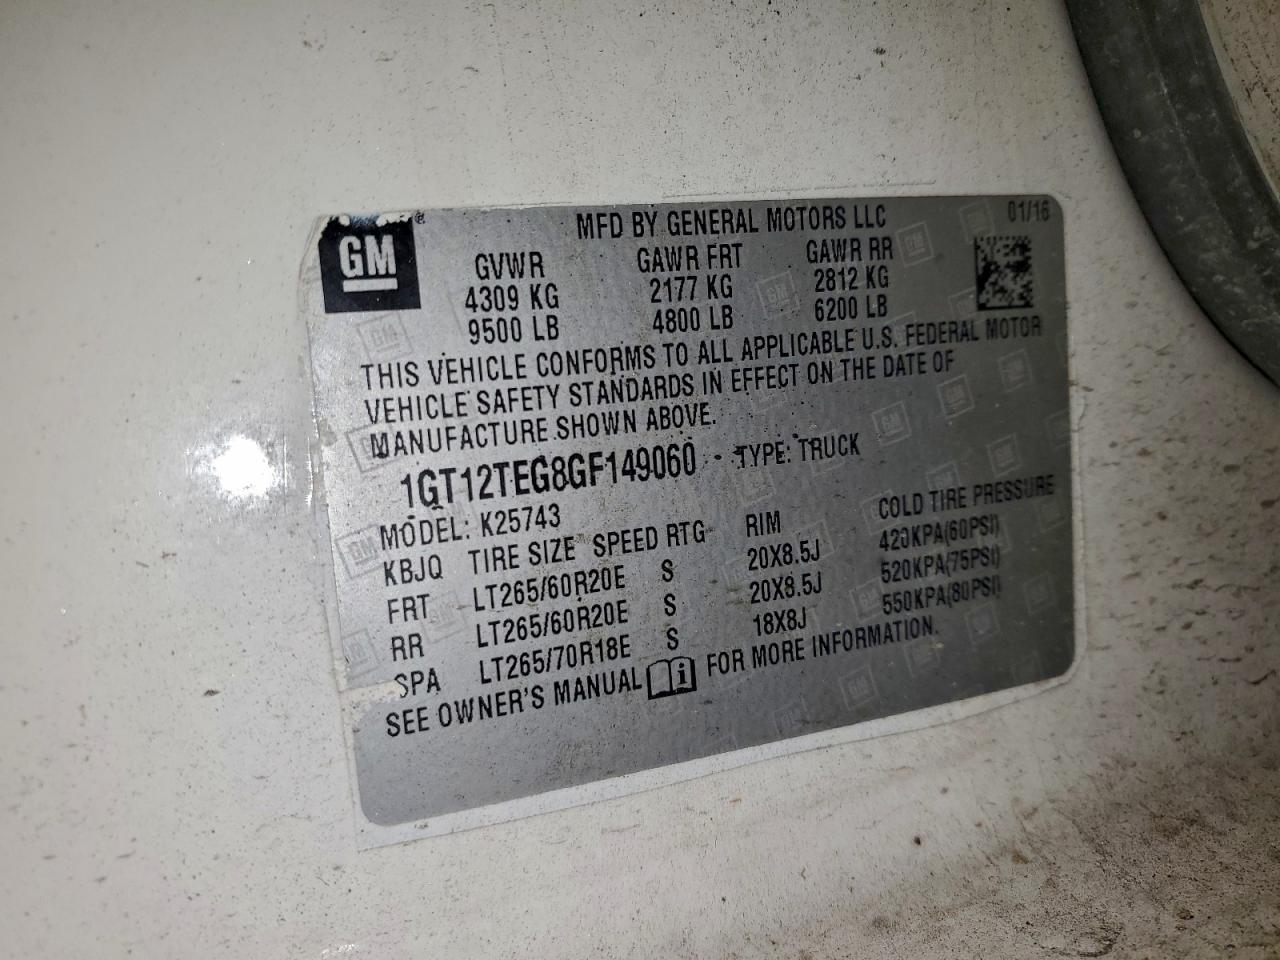 GM
MFD BY GENERAL MOTORS LLC 01/16
GVWR GAWR FRT GAWR RR
4309 KG 2177 KG 2812 KG
9500 LB 4800 LB 6200 LB
THIS VEHICLE CONFORMS TO ALL APPLICABLE U.S. FEDERAL MOTOR
VEHICLE SAFETY STANDARDS IN EFFECT ON THE DATE OF
MANUFACTURE SHOWN ABOVE.
1GT12TEG8GF149060 TYPE: TRUCK
MODEL: K25743
KBJQ TIRE SIZE SPEED RTG RIM COLD TIRE PRESSURE
FRT LT265/60R20E S 20X8.5J 420KPA(60PSI)
RR LT265/60R20E S 20X8.5J 520KPA(75PSI)
SPA LT265/70R18E S 18X8J 550KPA(80PSI)
SEE OWNER'S MANUAL FOR MORE INFORMATION.